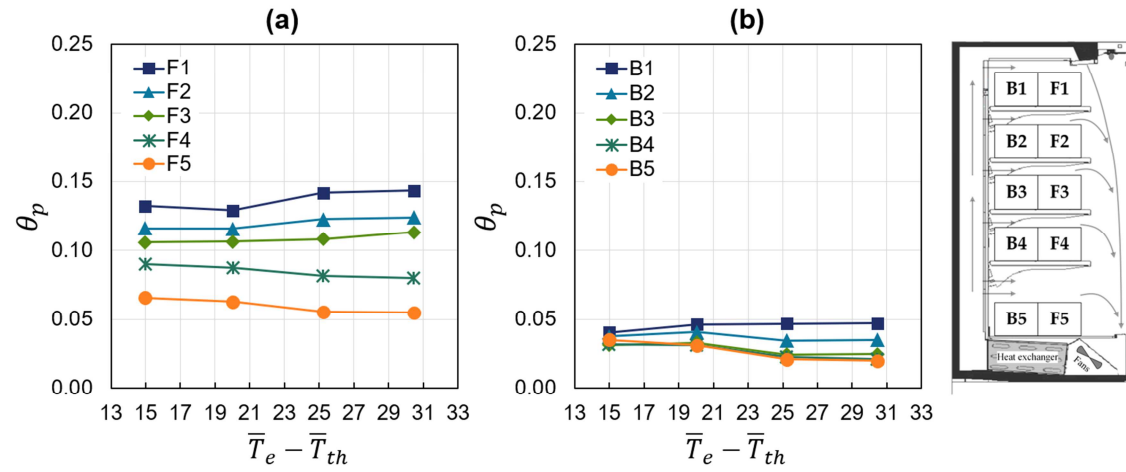 (a)
0.25
0.20
0.15
0.10
0.05
0.00
θp
F1
F2
F3
F4
F5
13 15 17 19 21 23 25 27 29 31 33
T̅e − T̅th
(b)
0.25
0.20
0.15
0.10
0.05
0.00
θp
B1
B2
B3
B4
B5
13 15 17 19 21 23 25 27 29 31 33
T̅e − T̅th
B1 F1
B2 F2
B3 F3
B4 F4
B5 F5
Heat exchanger
Fans